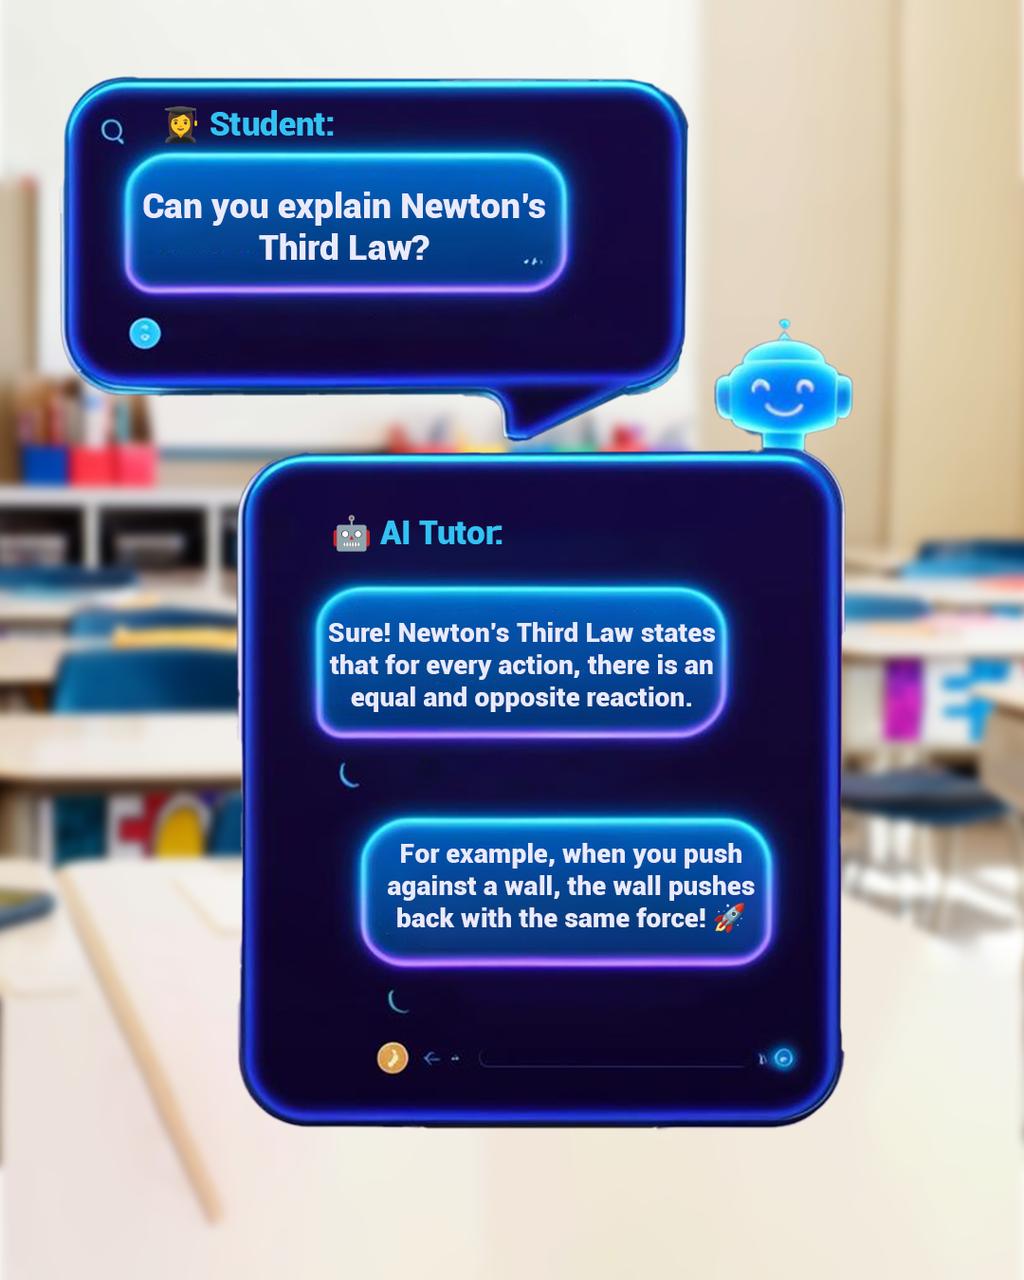 👩‍🎓 Student:
Can you explain Newton's
Third Law?
🤖 AI Tutor:
Sure! Newton's Third Law states
that for every action, there is an
equal and opposite reaction.
For example, when you push
against a wall, the wall pushes
back with the same force! 🚀